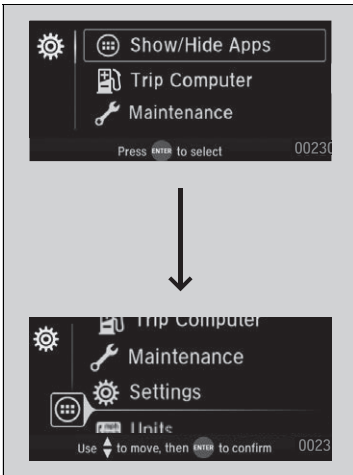 Show/Hide Apps
Trip Computer
Maintenance
Press ENTER to select 00230
Trip Computer
Maintenance
Settings
Units
Use to move, then ENTER to confirm 0023